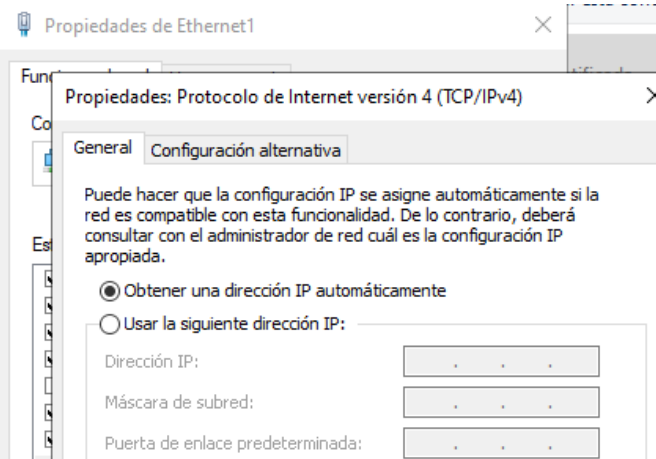 Propiedades de Ethernet1
Propiedades: Protocolo de Internet versión 4 (TCP/IPv4)
General
Configuración alternativa
Puede hacer que la configuración IP se asigne automáticamente si la
red es compatible con esta funcionalidad. De lo contrario, deberá
consultar con el administrador de red cuál es la configuración IP
apropiada.
Obtener una dirección IP automáticamente
Usar la siguiente dirección IP:
Dirección IP:
Máscara de subred:
Puerta de enlace predeterminada: